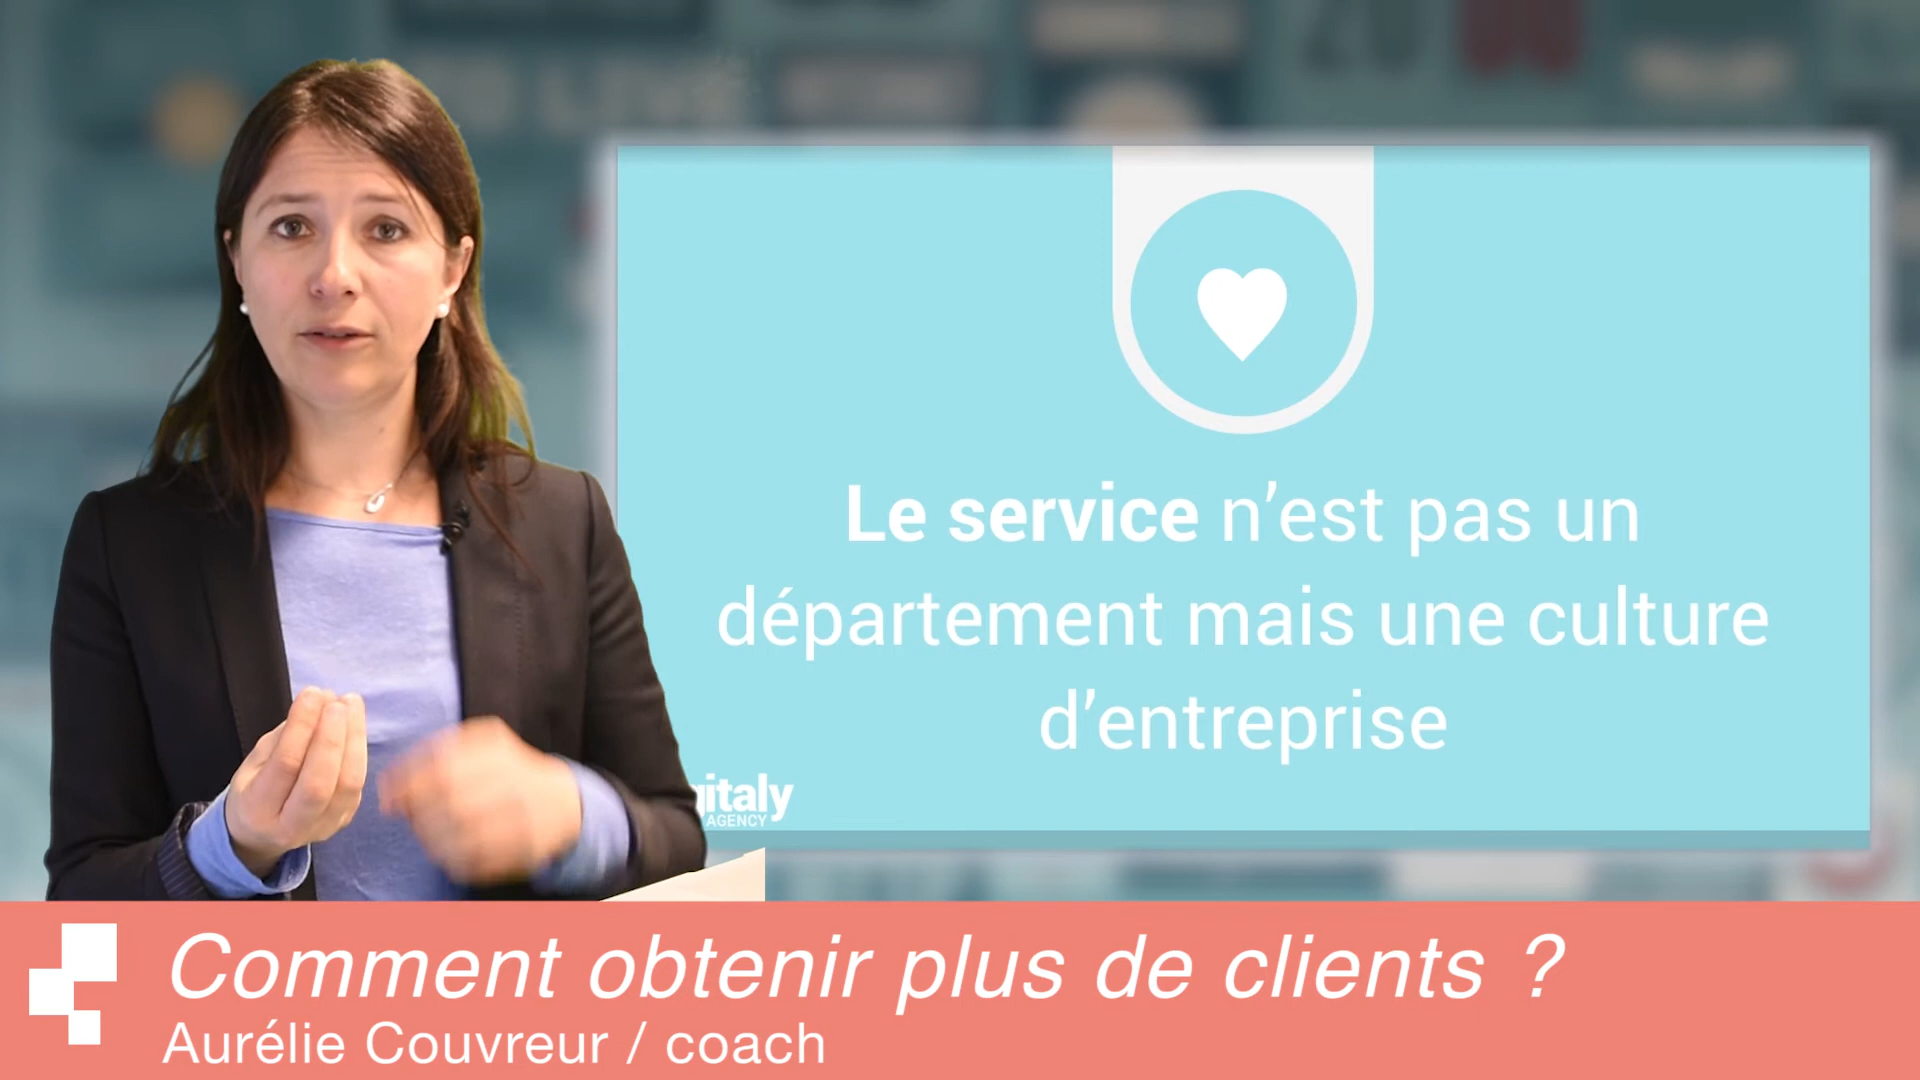 Le service n’est pas un
département mais une culture
d’entreprise
AGENCY
Comment obtenir plus de clients ?
Aurélie Couvreur / coach